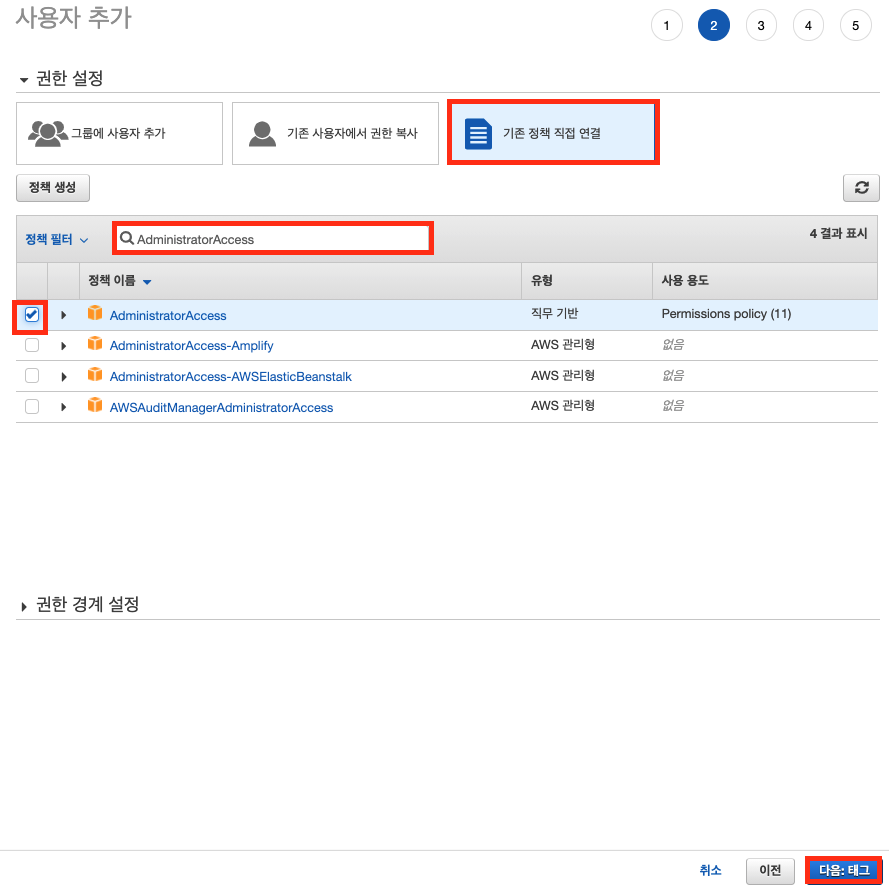 사용자 추가
1 2 3 4 5
권한 설정
그룹에 사용자 추가
기존 사용자에서 권한 복사
기존 정책 직접 연결
정책 생성
정책 필터
AdministratorAccess
4 결과 표시
정책 이름 유형 사용 용도
AdministratorAccess 직무 기반 Permissions policy (11)
AdministratorAccess-Amplify AWS 관리형 없음
AdministratorAccess-AWSElasticBeanstalk AWS 관리형 없음
AWSAuditManagerAdministratorAccess AWS 관리형 없음
권한 경계 설정
취소 이전 다음: 태그